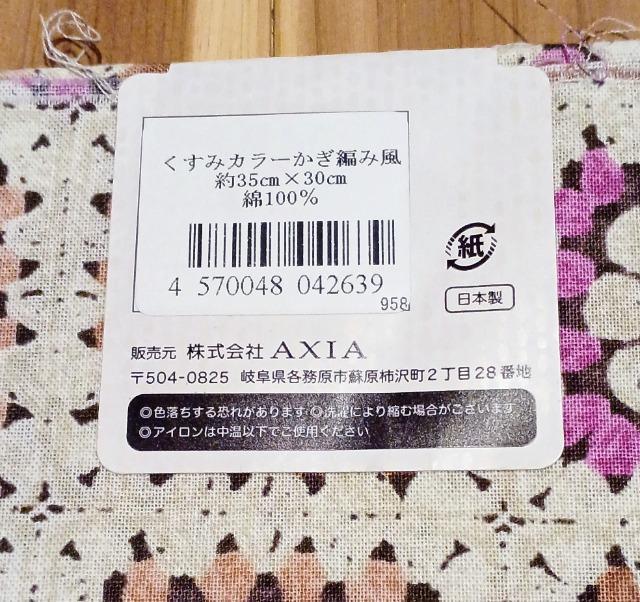 くすみカラーかぎ編み風
約35cm×30cm
綿100%
4 570048 042639
958
紙
日本製
販売元 株式会社 AXIA
〒504-0825 岐阜県各務原市蘇原柿沢町2丁目28番地
◎色落ちする恐れがあります ◎洗濯により縮む場合がございます
◎アイロンは中温以下でご使用ください